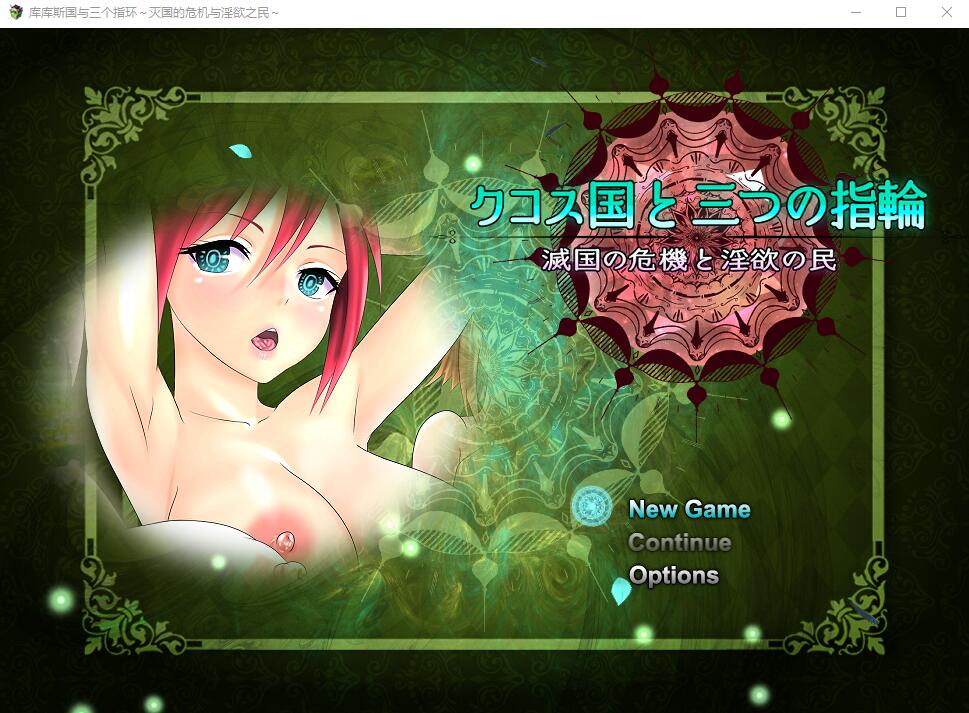 库库斯国与三个指环～灭国的危机与淫欲之民～
クコス国と三つの指輪
滅国の危機と淫欲の民
New Game
Continue
Options